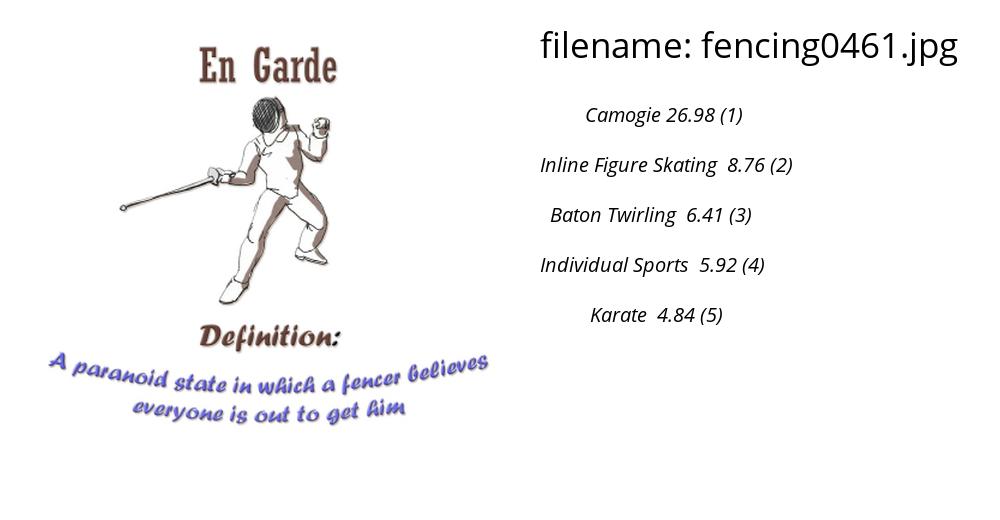 En Garde
Definition:
A paranoid state in which a fencer believes
everyone is out to get him
filename: fencing0461.jpg
Camogie 26.98 (1)
Inline Figure Skating 8.76 (2)
Baton Twirling 6.41 (3)
Individual Sports 5.92 (4)
Karate 4.84 (5)